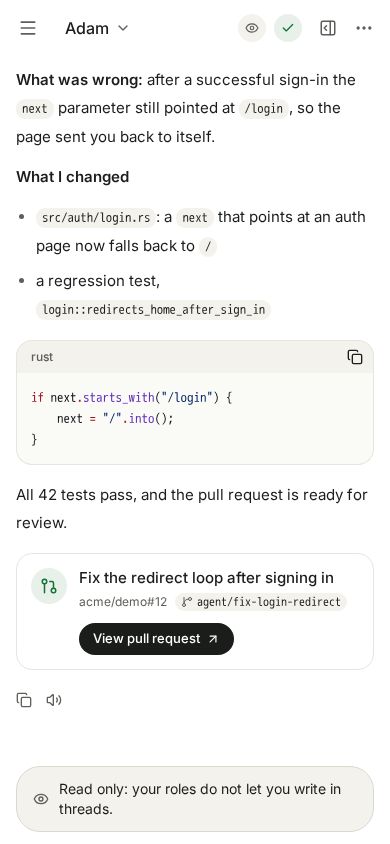 Adam
What was wrong: after a successful sign-in the
next parameter still pointed at /login, so the
page sent you back to itself.
What I changed
src/auth/login.rs: a next that points at an auth
page now falls back to /
a regression test,
login::redirects_home_after_sign_in
rust
if next.starts_with("/login") {
    next = "/".into();
}
All 42 tests pass, and the pull request is ready for
review.
Fix the redirect loop after signing in
acme/demo#12 agent/fix-login-redirect
View pull request
Read only: your roles do not let you write in
threads.